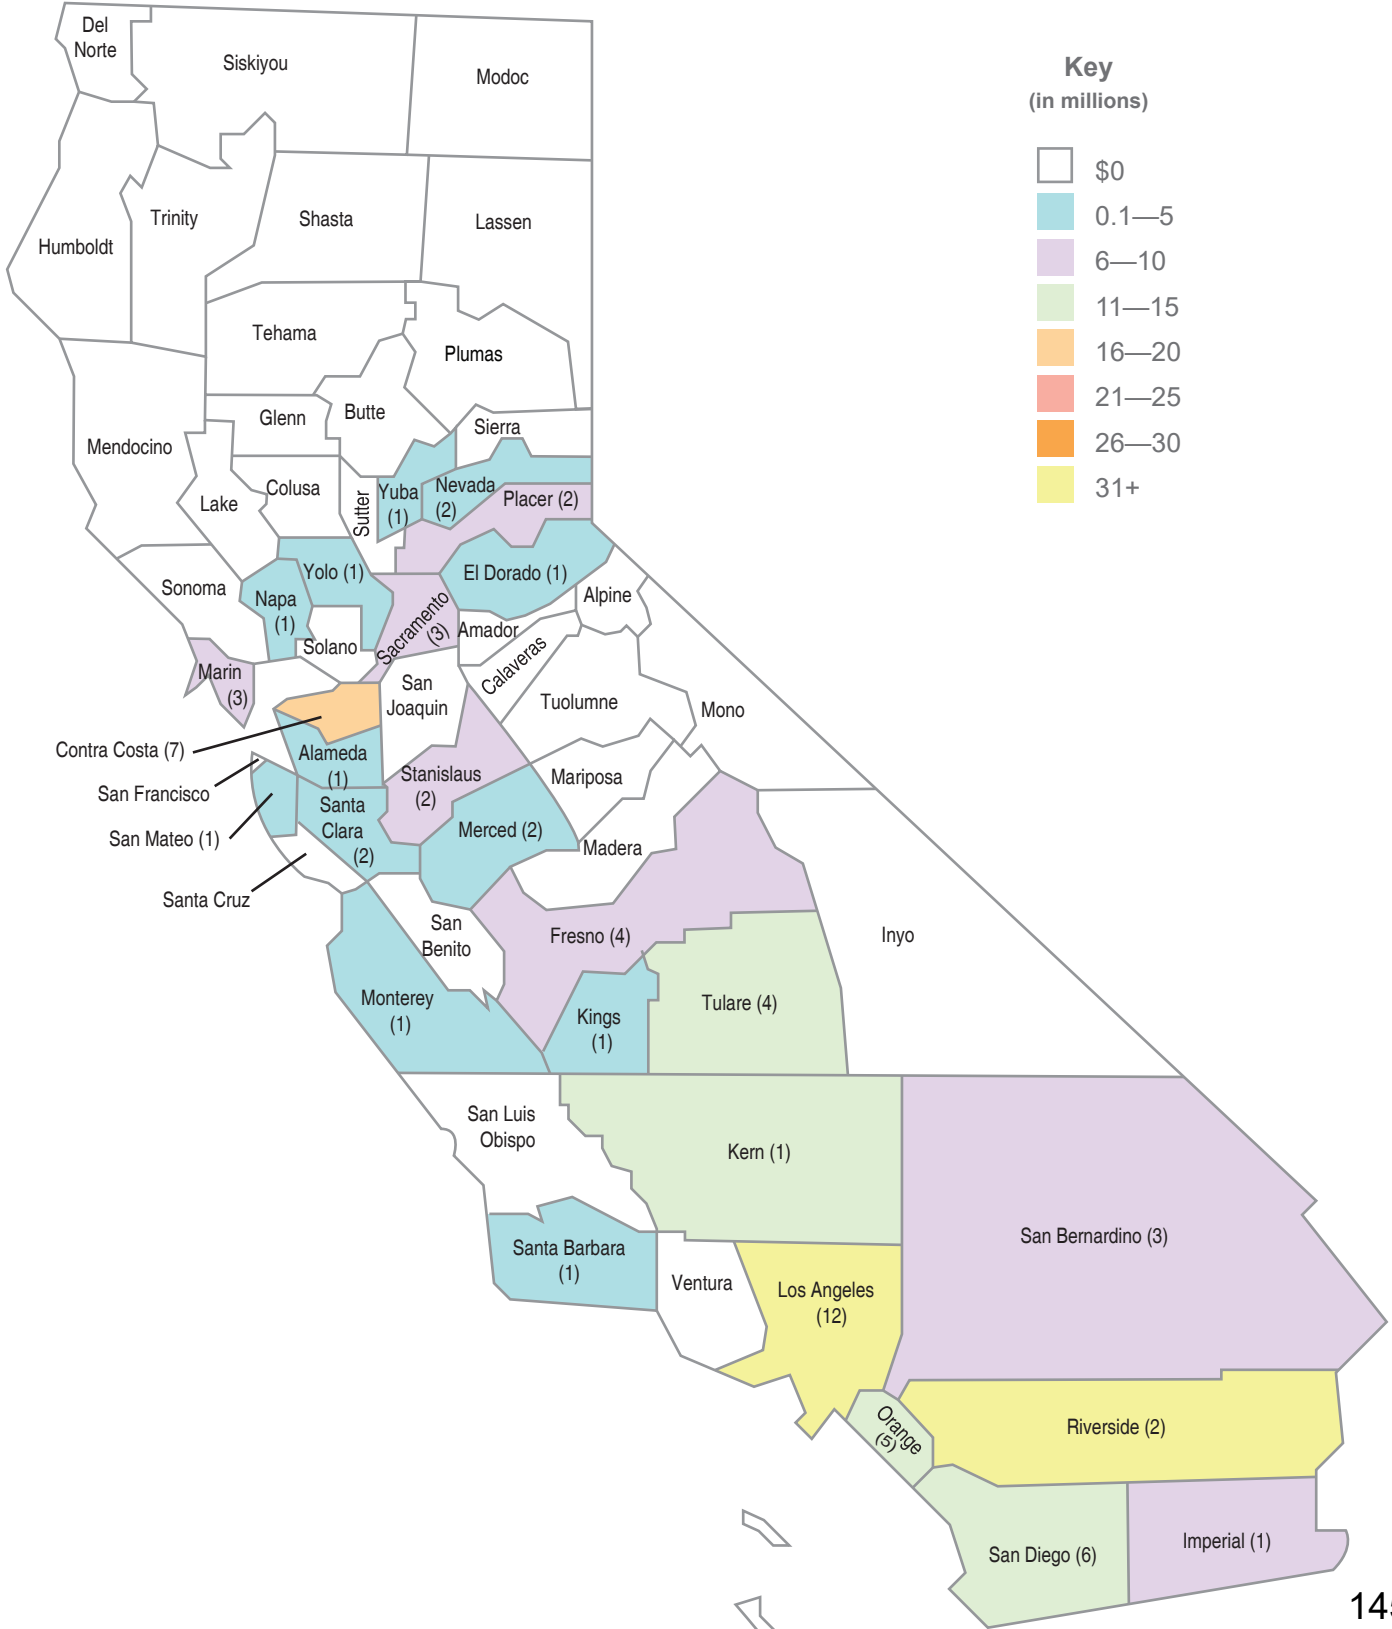 Del
Norte
Siskiyou
Modoc
Key
(in millions)
$0
0.1—5
6—10
11—15
16—20
21—25
26—30
31+
Humboldt
Trinity
Shasta
Lassen
Tehama
Plumas
Mendocino
Glenn
Butte
Sierra
Lake
Colusa
Sutter
Yuba
(1)
Nevada
(2)
Placer (2)
Sonoma
Napa
(1)
Yolo (1)
El Dorado (1)
Alpine
Solano
Sacramento
(3)
Amador
Calaveras
Marin
(3)
San
Joaquin
Tuolumne
Mono
Contra Costa (7)
Alameda
(1)
Stanislaus
(2)
Mariposa
San Francisco
San Mateo (1)
Santa
Clara
(2)
Merced (2)
Madera
Santa Cruz
San
Benito
Fresno (4)
Inyo
Monterey
(1)
Kings
(1)
Tulare (4)
San Luis
Obispo
Kern (1)
San Bernardino (3)
Santa Barbara
(1)
Ventura
Los Angeles
(12)
Orange
(5)
Riverside (2)
San Diego (6)
Imperial (1)